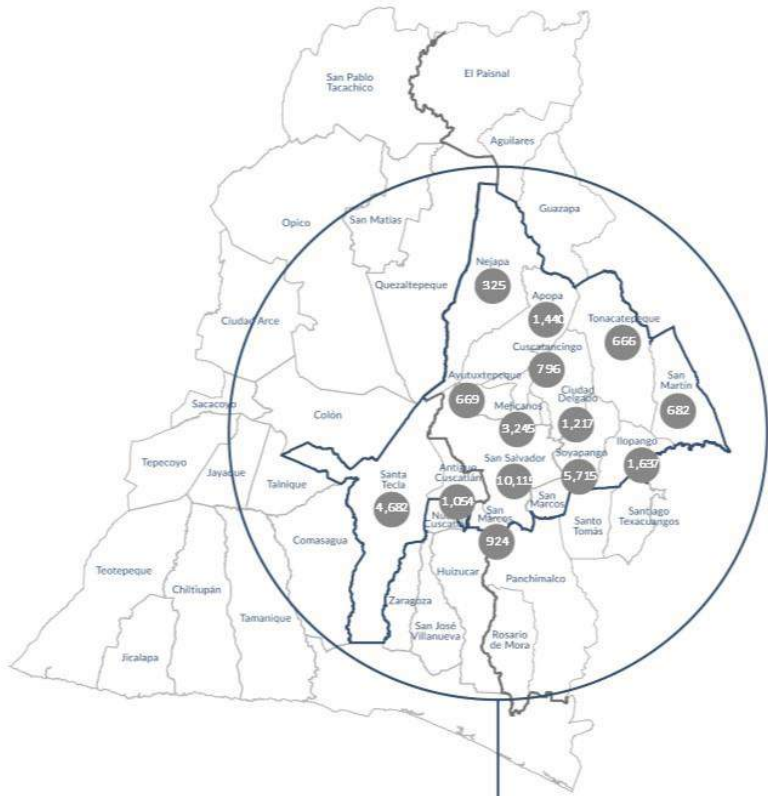 San Pablo
Tacachico
El Paisnal
Aguilares
Guazapa
Opico
San Matías
Nejapa
325
Quezaltepeque
Apopa
1,440
Tonacatepeque
666
Ciudad Arce
Cuscatancingo
796
Ayutuxtepeque
669
San
Martín
682
Ciudad
Delgado
1,217
Sacacoyo
Colón
Mejicanos
3,245
Ilopango
1,637
Tepecoyo
Jayaque
Talnique
Santa
Tecla
4,682
Antiguo
Cuscatlán
1,054
San Salvador
10,115
Soyapango
5,715
San
Marcos
San
Marcos
924
Santo
Tomás
Santiago
Texacuangos
Comasagua
Huizucar
Panchimalco
Teotepeque
Chiltiupán
Tamanique
Zaragoza
San José
Villanueva
Rosario
de Mora
Jicalapa